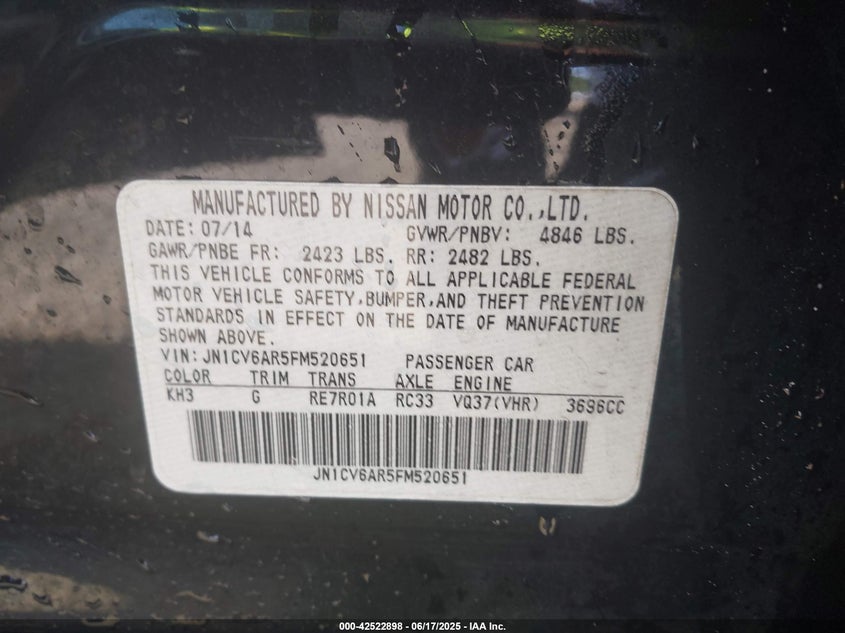 MANUFACTURED BY NISSAN MOTOR CO.,LTD.
DATE: 07/14 GVWR/PNBV: 4846 LBS.
GAWR/PNBE FR: 2423 LBS. RR: 2482 LBS.
THIS VEHICLE CONFORMS TO ALL APPLICABLE FEDERAL
MOTOR VEHICLE SAFETY,BUMPER,AND THEFT PREVENTION
STANDARDS IN EFFECT ON THE DATE OF MANUFACTURE
SHOWN ABOVE.
VIN:JN1CV6AR5FM520651 PASSENGER CAR
COLOR TRIM TRANS AXLE ENGINE
KH3 G RE7R01A RC33 VQ37(VHR) 3696CC
JN1CV6AR5FM520651
000-42522898 - 06/17/2025 - IAA Inc.